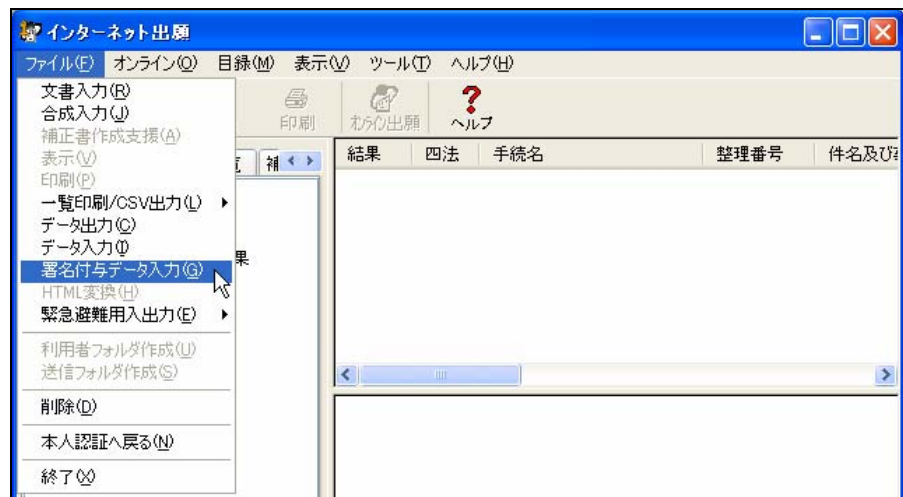 インターネット出願
ファイル(F) オンライン(O) 目録(M) 表示(V) ツール(T) ヘルプ(H)
文書入力(R)
合成入力(J)
補正書作成支援(A)
表示(V)
印刷(P)
一覧印刷/CSV出力(L)
データ出力(C)
データ入力(I)
署名付与データ入力(G)
HTML変換(H)
緊急避難用入出力(E)
利用者フォルダ作成(U)
送信フォルダ作成(S)
削除(D)
本人認証へ戻る(N)
終了(X)
印刷 オンライン出願 ヘルプ
補
果
結果 四法 手続名 整理番号 件名及び